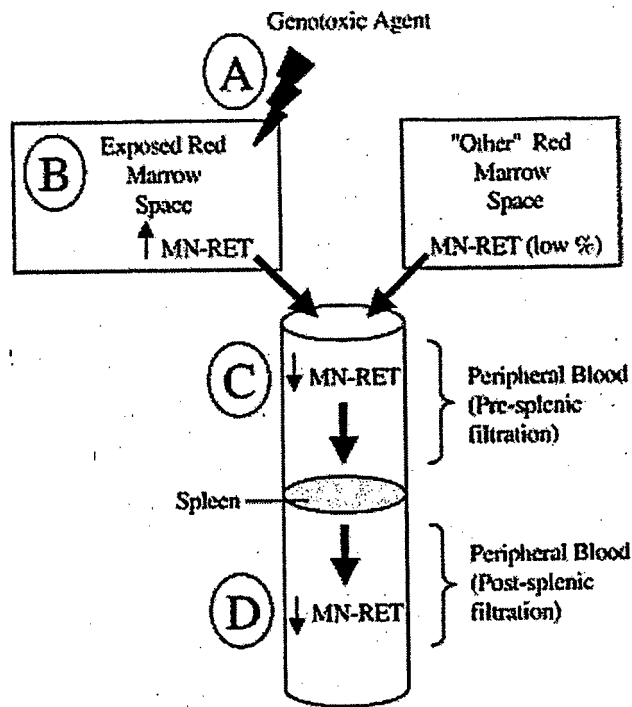 Genotoxic Agent
A
B
Exposed Red
Marrow
Space
↑ MN-RET
"Other" Red
Marrow
Space
MN-RET (low %)
C
↓ MN-RET
Peripheral Blood
(Pre-splenic
filtration)
Spleen
D
↓ MN-RET
Peripheral Blood
(Post-splenic
filtration)